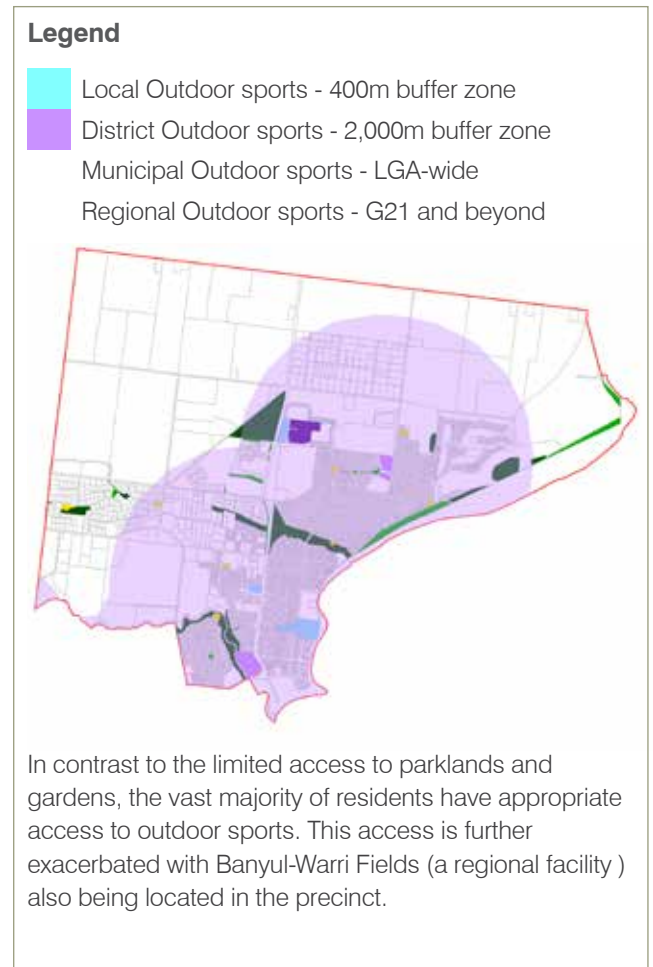 Legend
Local Outdoor sports - 400m buffer zone
District Outdoor sports - 2,000m buffer zone
Municipal Outdoor sports - LGA-wide
Regional Outdoor sports - G21 and beyond
In contrast to the limited access to parklands and
gardens, the vast majority of residents have appropriate
access to outdoor sports. This access is further
exacerbated with Banyul-Warri Fields (a regional facility )
also being located in the precinct.